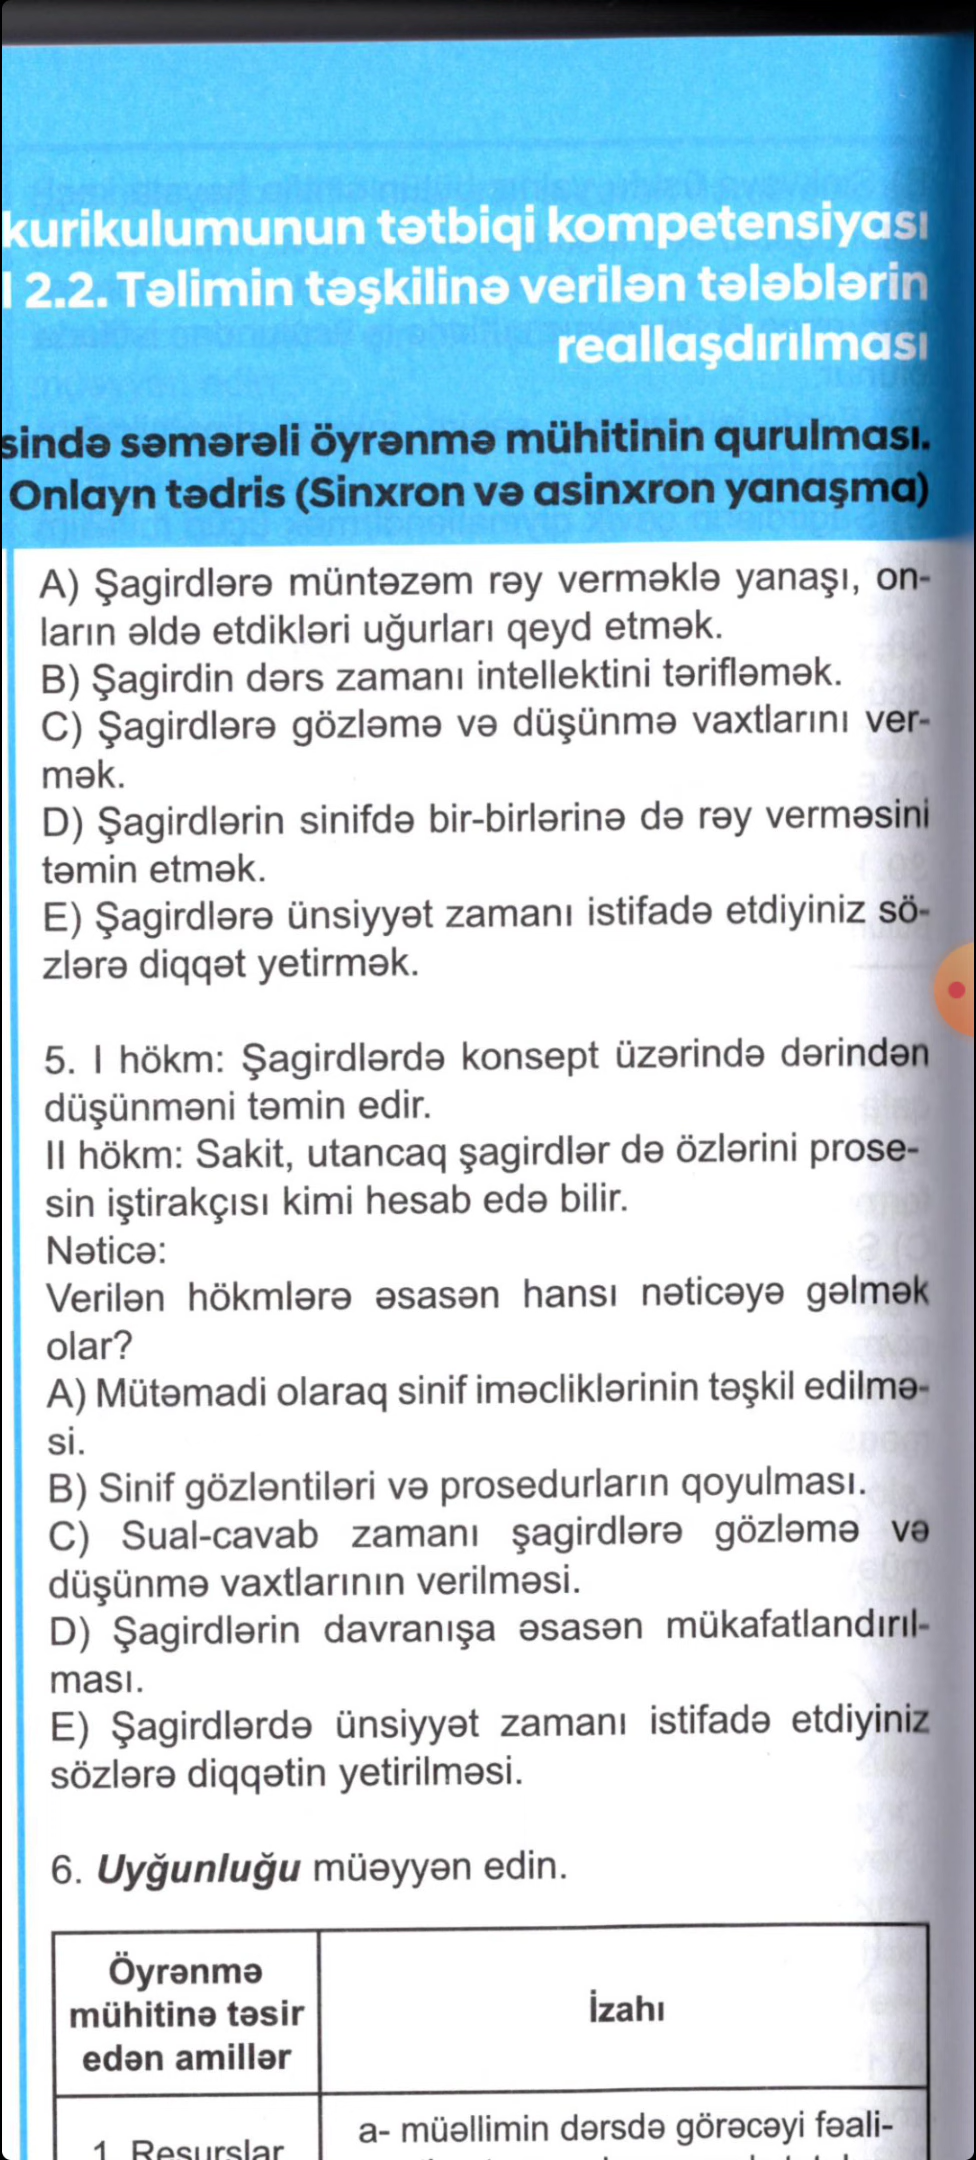 kurikulumunun tətbiqi kompetensiyası
2.2. Təlimin təşkilinə verilən tələblərin
reallaşdırılması
sində səmərəli öyrənmə mühitinin qurulması.
Onlayn tədris (Sinxron və asinxron yanaşma)
A) Şagirdlərə müntəzəm rəy verməklə yanaşı, on-
ların əldə etdikləri uğurları qeyd etmək.
B) Şagirdin dərs zamanı intellektini tərifləmək.
C) Şagirdlərə gözləmə və düşünmə vaxtlarını ver-
mək.
D) Şagirdlərin sinifdə bir-birlərinə də rəy verməsini
təmin etmək.
E) Şagirdlərə ünsiyyət zamanı istifadə etdiyiniz sö-
zlərə diqqət yetirmək.
5. I hökm: Şagirdlərdə konsept üzərində dərindən
düşünməni təmin edir.
II hökm: Sakit, utancaq şagirdlər də özlərini prose-
sin iştirakçısı kimi hesab edə bilir.
Nəticə:
Verilən hökmlərə əsasən hansı nəticəyə gəlmək
olar?
A) Mütəmadi olaraq sinif iməcliklərinin təşkil edilmə-
si.
B) Sinif gözləntiləri və prosedurların qoyulması.
C) Sual-cavab zamanı şagirdlərə gözləmə və
düşünmə vaxtlarının verilməsi.
D) Şagirdlərin davranışa əsasən mükafatlandırıl-
ması.
E) Şagirdlərdə ünsiyyət zamanı istifadə etdiyiniz
sözlərə diqqətin yetirilməsi.
6. Uyğunluğu müəyyən edin.
Öyrənmə
mühitinə təsir
edən amillər
İzahı
1. Resurslar
a- müəllimin dərsdə görəcəyi fəali-